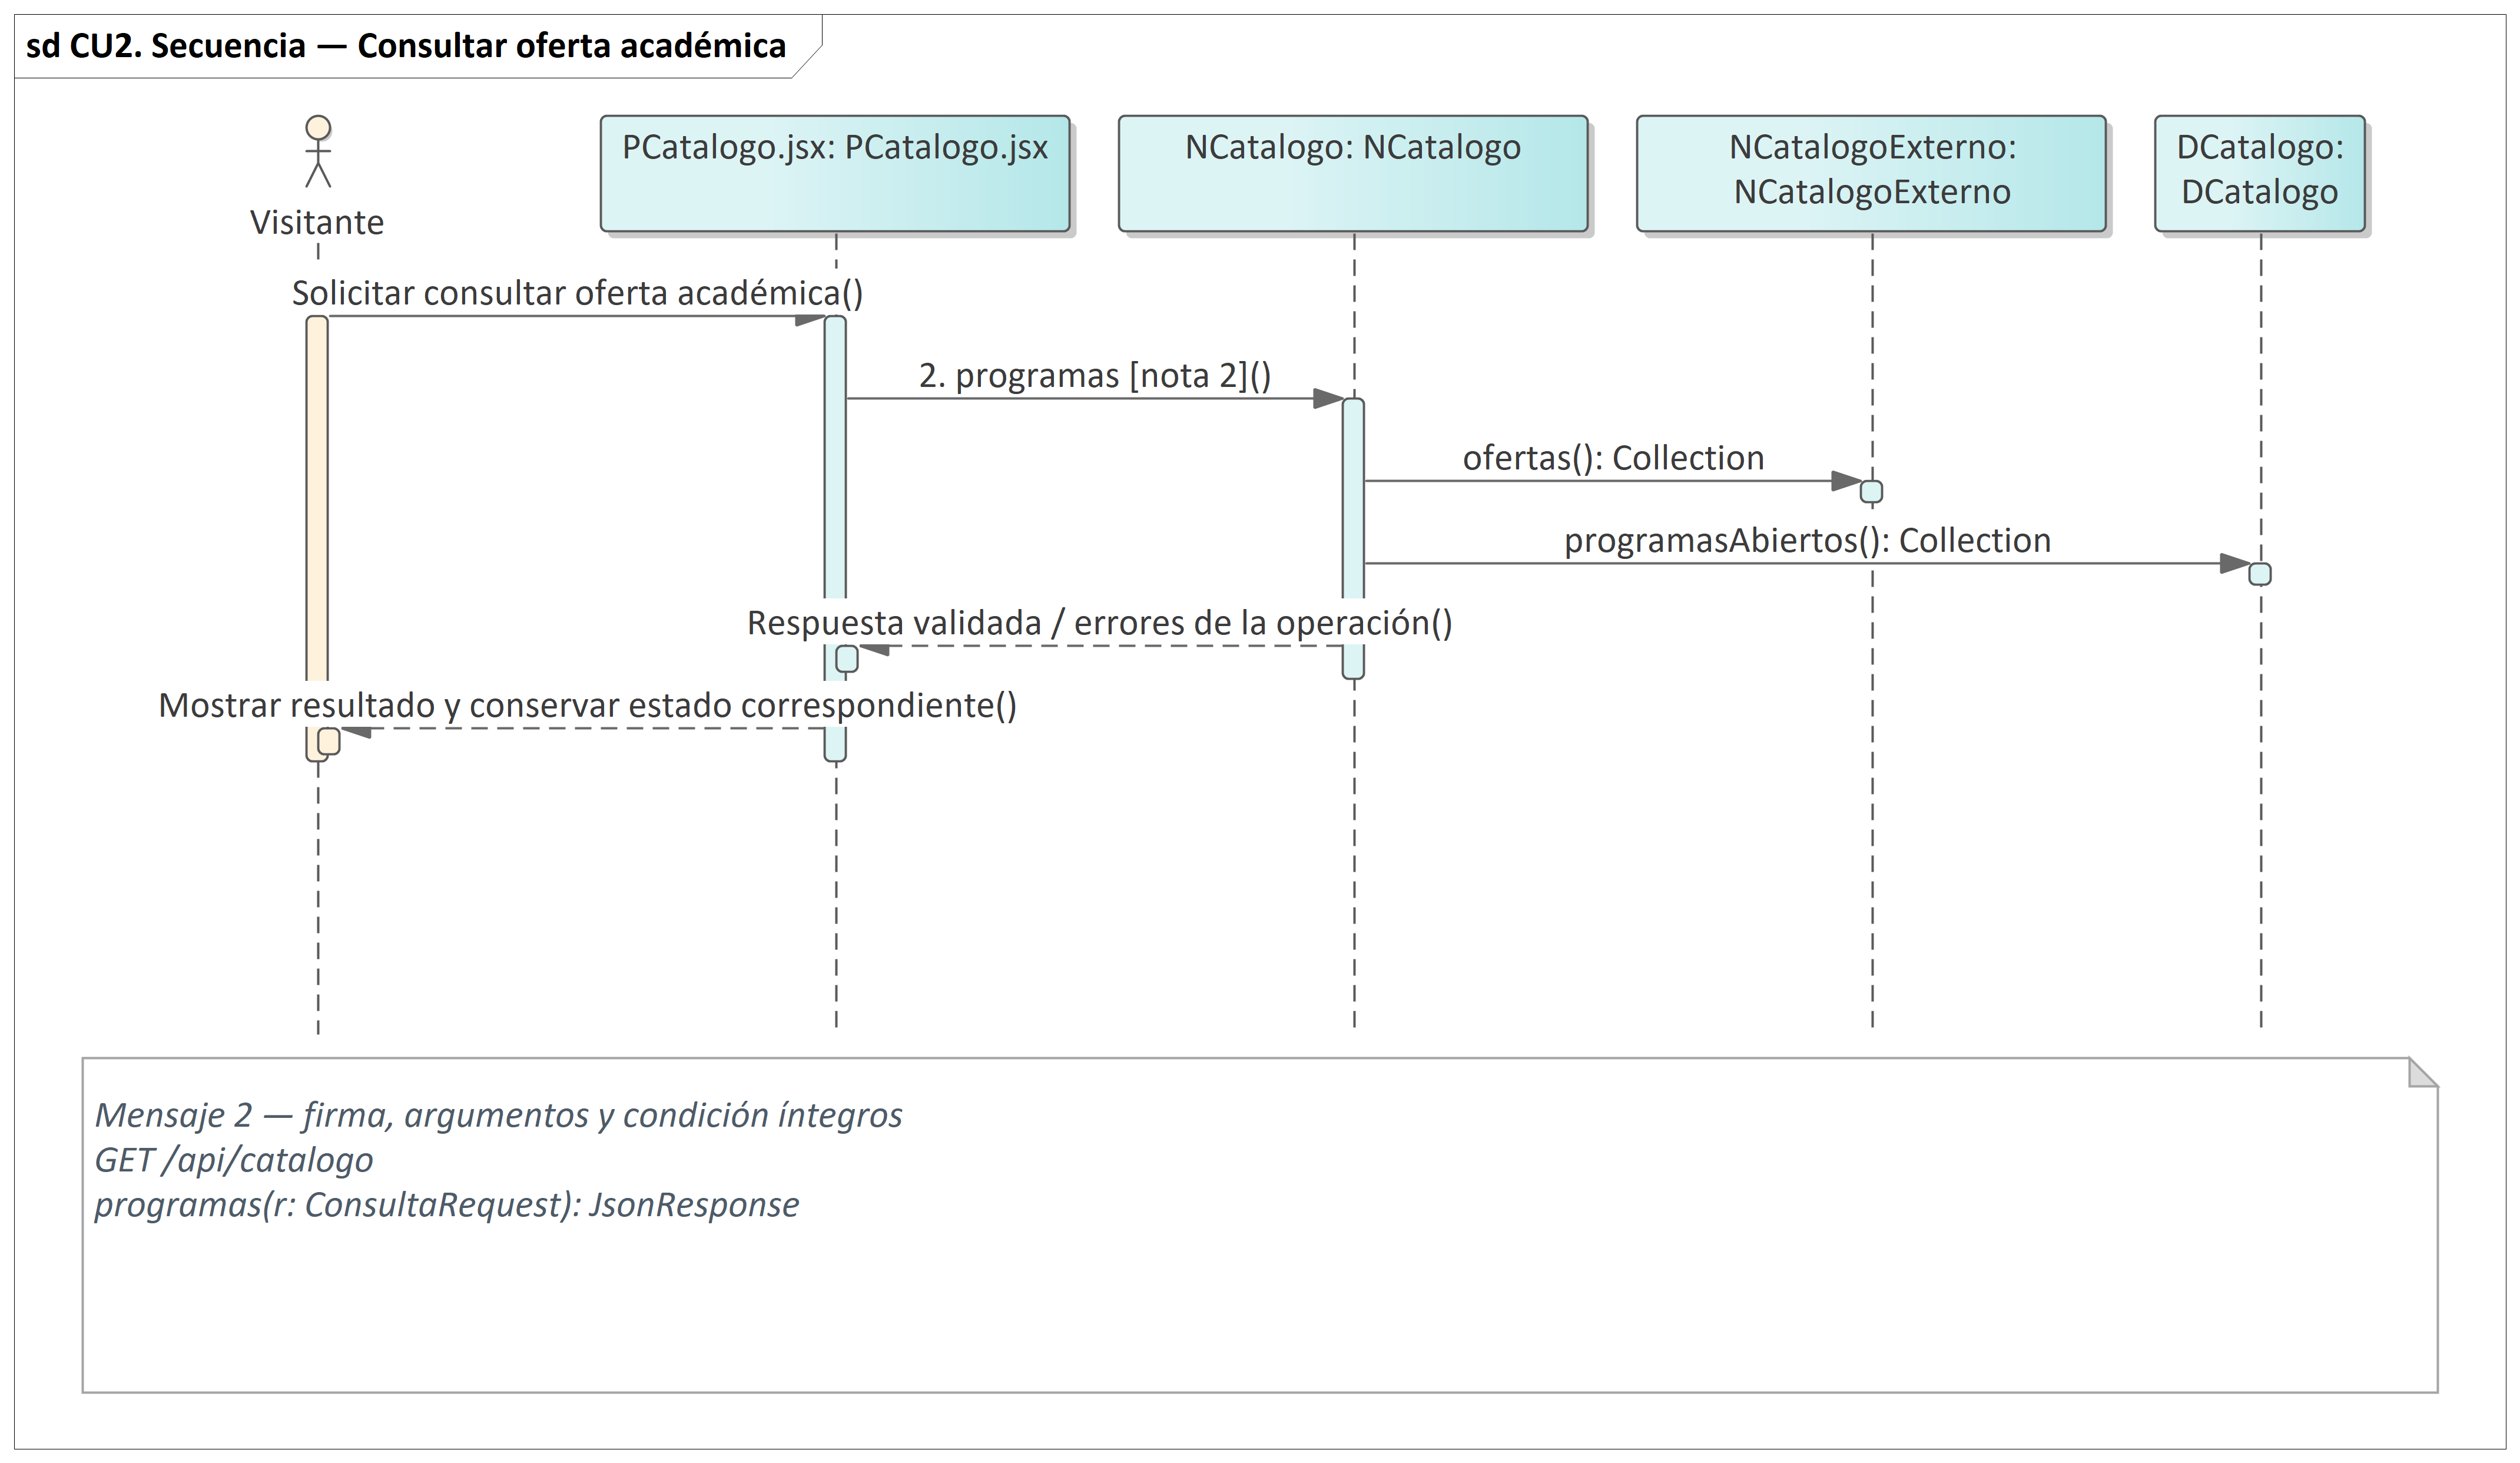 sd CU2. Secuencia — Consultar oferta académica
Visitante
PCatalogo.jsx: PCatalogo.jsx
NCatalogo: NCatalogo
NCatalogoExterno:
NCatalogoExterno
DCatalogo:
DCatalogo
Solicitar consultar oferta académica()
2. programas [nota 2]()
ofertas(): Collection
programasAbiertos(): Collection
Respuesta validada / errores de la operación()
Mostrar resultado y conservar estado correspondiente()
Mensaje 2 — firma, argumentos y condición íntegros
GET /api/catalogo
programas(r: ConsultaRequest): JsonResponse